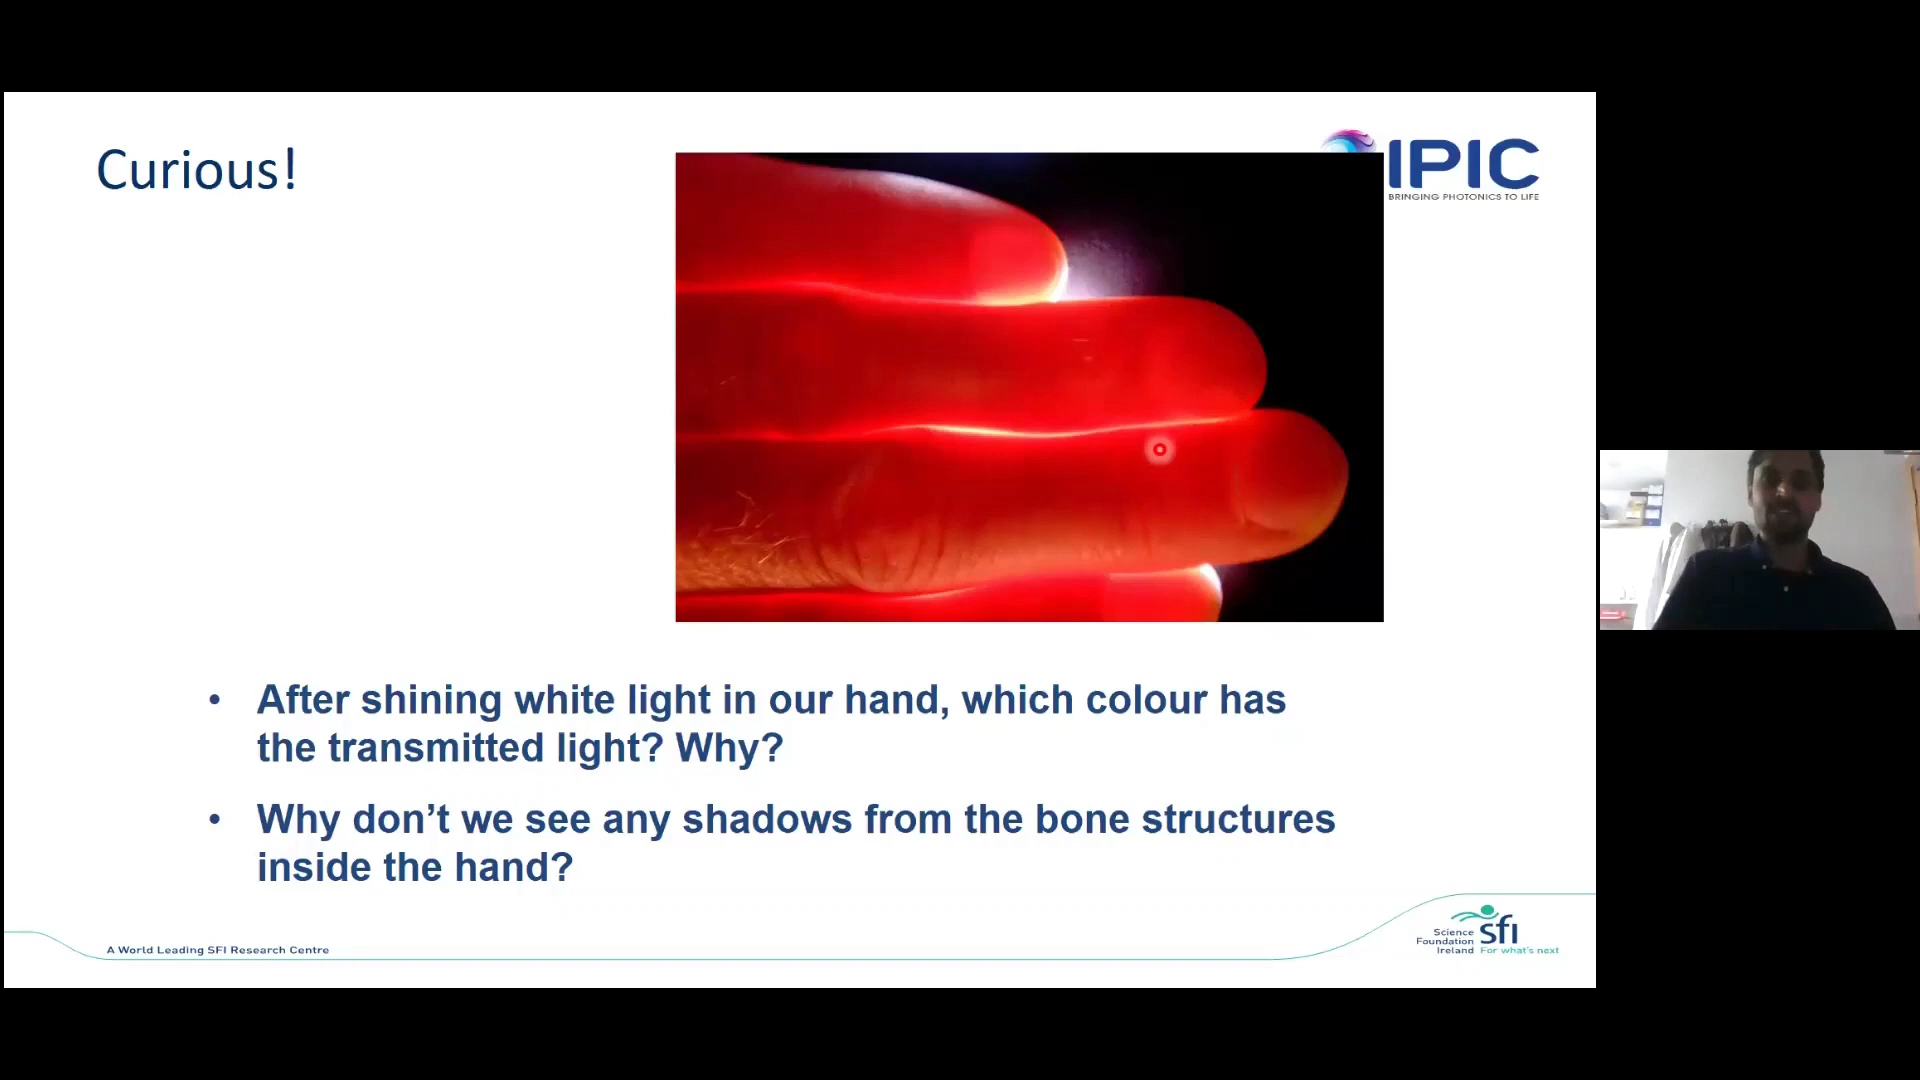 Curious!
IPIC
BRINGING PHOTONICS TO LIFE
• After shining white light in our hand, which colour has
the transmitted light? Why?
• Why don’t we see any shadows from the bone structures
inside the hand?
A World Leading SFI Research Centre
Science
Foundation
Ireland
sfi
For what's next